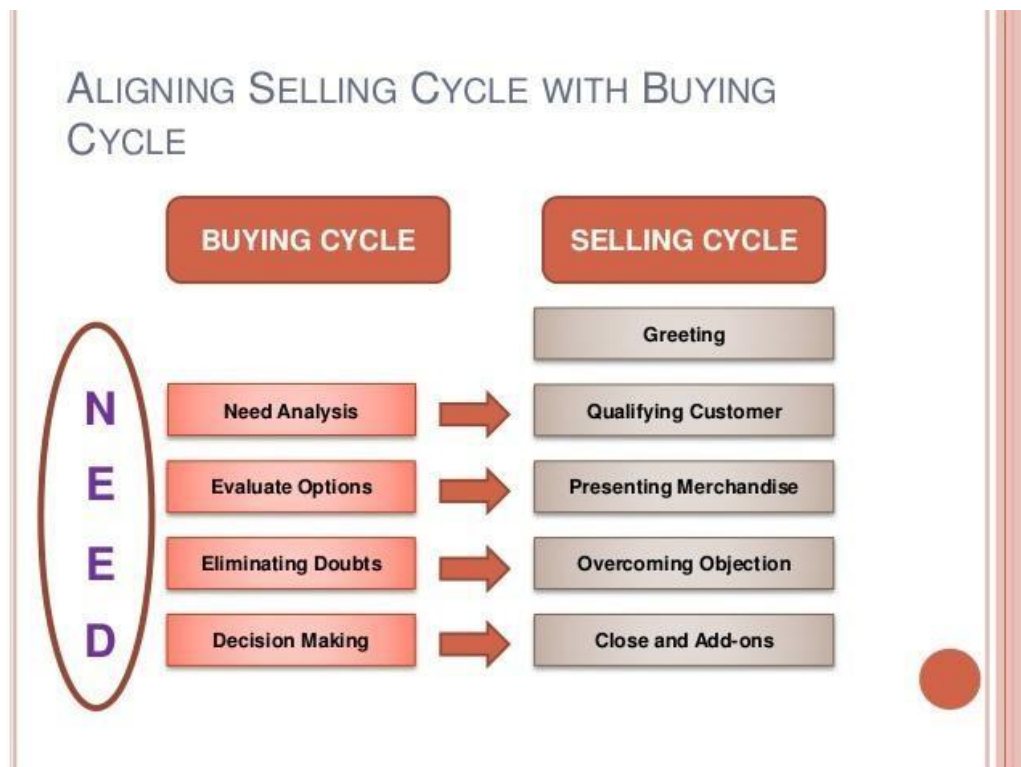 ALIGNING SELLING CYCLE WITH BUYING
CYCLE
BUYING CYCLE
SELLING CYCLE
Greeting
N
Need Analysis
Qualifying Customer
E
Evaluate Options
Presenting Merchandise
E
Eliminating Doubts
Overcoming Objection
D
Decision Making
Close and Add-ons